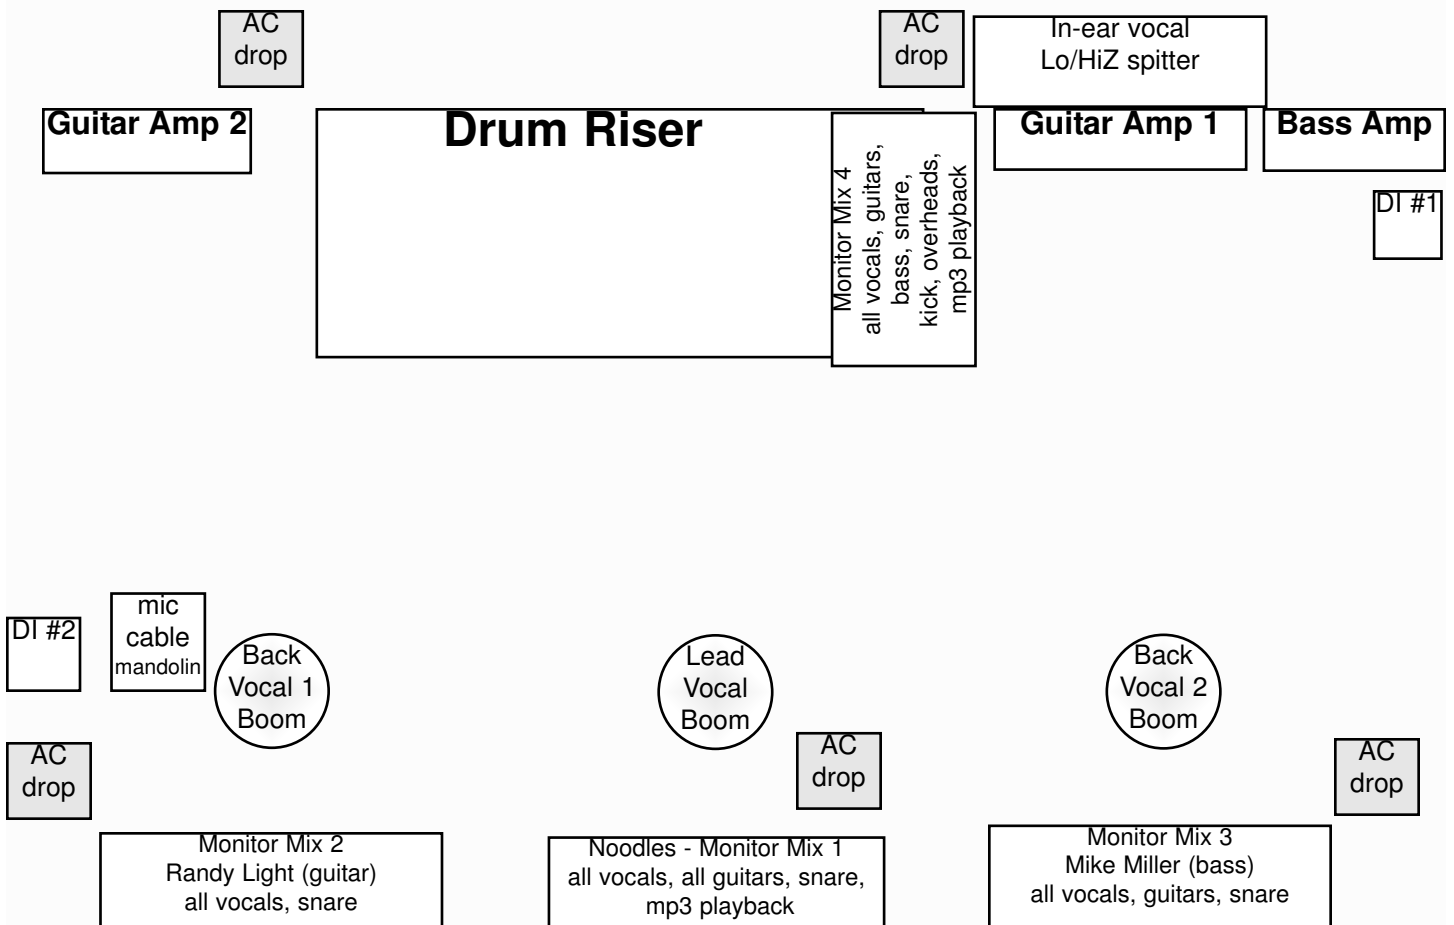 AC
drop
AC
drop
In-ear vocal
Lo/HiZ spitter
Guitar Amp 2
Drum Riser
Monitor Mix 4
all vocals, guitars,
bass, snare,
kick, overheads,
mp3 playback
Guitar Amp 1
Bass Amp
DI #1
DI #2
mic
cable
mandolin
Back
Vocal 1
Boom
Lead
Vocal
Boom
Back
Vocal 2
Boom
AC
drop
AC
drop
AC
drop
Monitor Mix 2
Randy Light (guitar)
all vocals, snare
Noodles - Monitor Mix 1
all vocals, all guitars, snare,
mp3 playback
Monitor Mix 3
Mike Miller (bass)
all vocals, guitars, snare